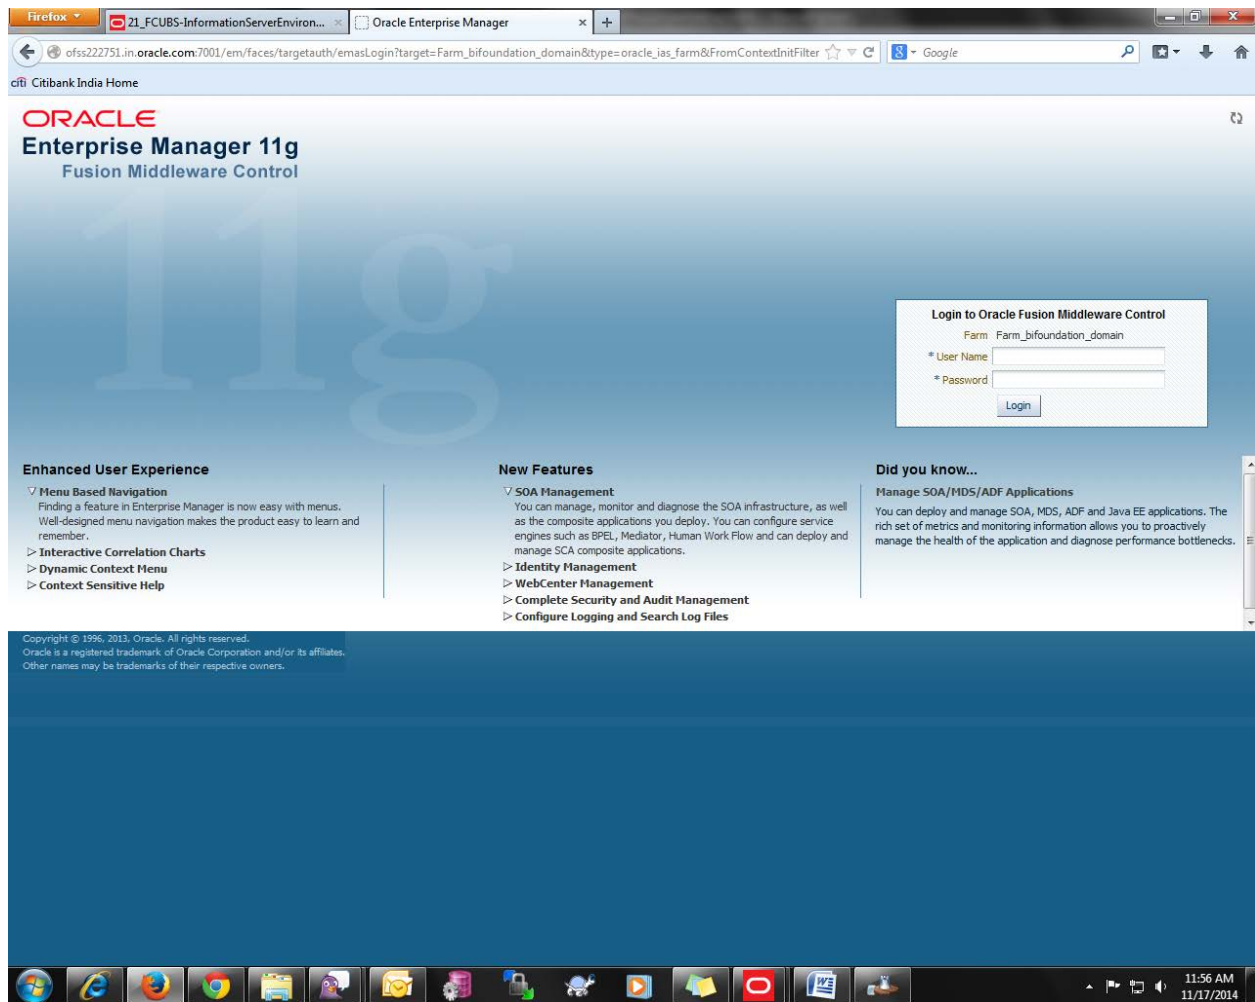 Firefox
21_FCUBS-InformationServerEnviron...
Oracle Enterprise Manager
ofss222751.in.oracle.com:7001/em/faces/targetauth/emasLogin?target=Farm_bifoundation_domain&type=oracle_ias_farm&FromContextInitFilter
Google
citi Citibank India Home
ORACLE
Enterprise Manager 11g
Fusion Middleware Control
11g
Login to Oracle Fusion Middleware Control
Farm Farm_bifoundation_domain
* User Name
* Password
Login
Enhanced User Experience
Menu Based Navigation
Finding a feature in Enterprise Manager is now easy with menus.
Well-designed menu navigation makes the product easy to learn and
remember.
Interactive Correlation Charts
Dynamic Context Menu
Context Sensitive Help
New Features
SOA Management
You can manage, monitor and diagnose the SOA infrastructure, as well
as the composite applications you deploy. You can configure service
engines such as BPEL, Mediator, Human Work Flow and can deploy and
manage SCA composite applications.
Identity Management
WebCenter Management
Complete Security and Audit Management
Configure Logging and Search Log Files
Did you know...
Manage SOA/MDS/ADF Applications
You can deploy and manage SOA, MDS, ADF and Java EE applications. The
rich set of metrics and monitoring information allows you to proactively
manage the health of the application and diagnose performance bottlenecks.
Copyright © 1996, 2013, Oracle. All rights reserved.
Oracle is a registered trademark of Oracle Corporation and/or its affiliates.
Other names may be trademarks of their respective owners.
11:56 AM
11/17/2014